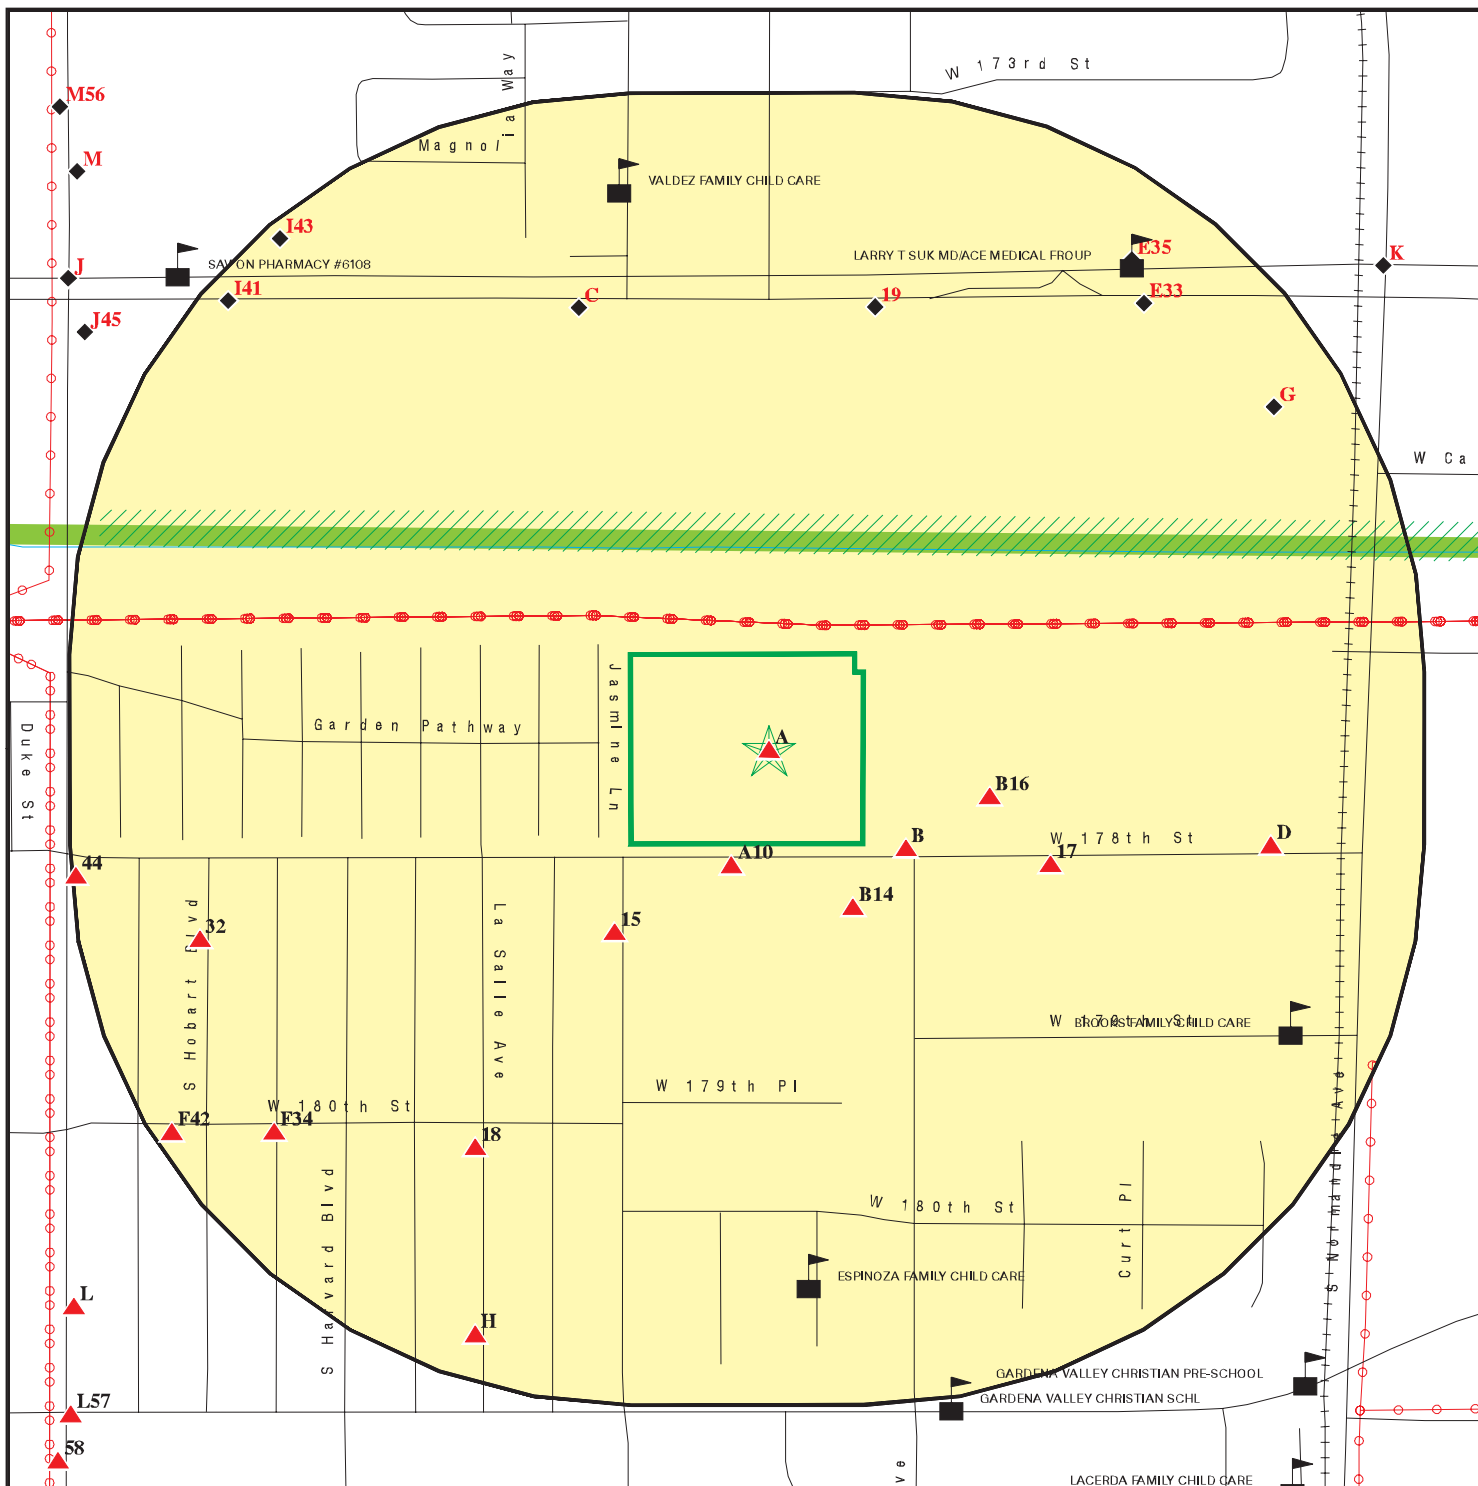 W 173rd St
Magnolia Way
M56
M
VALDEZ FAMILY CHILD CARE
I43
J
SAV ON PHARMACY #6108
LARRY T SUK MD/ACE MEDICAL FROUP
E35
K
I41
C
19
E33
J45
G
W Ca
Jasmine Ln
Garden Pathway
Duke St
A
B16
B
W 178th St
D
A10
17
44
B14
15
32
S Hobart Blvd
La Salle Ave
W 179th St
BROOKS FAMILY CHILD CARE
W 179th Pl
S Normandie Ave
W 180th St
F42
F34
18
S Harvard Blvd
W 180th St
Curt Pl
ESPINOZA FAMILY CHILD CARE
L
H
GARDENA VALLEY CHRISTIAN PRE-SCHOOL
GARDENA VALLEY CHRISTIAN SCHL
L57
58
ve
LACERDA FAMILY CHILD CARE